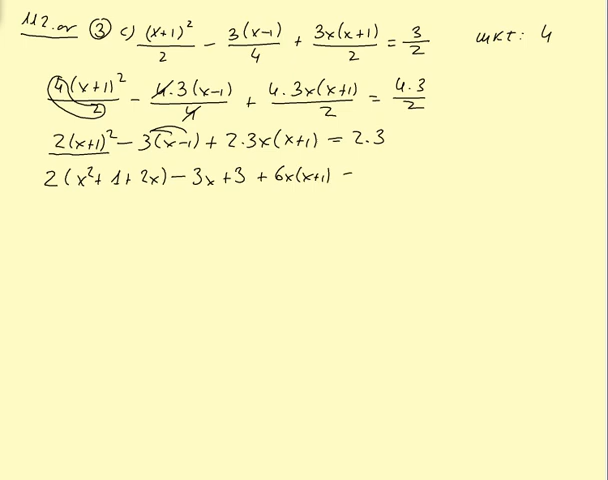 112.or ③ c) (x+1)²/2 - 3(x-1)/4 + 3x(x+1)/2 = 3/2 шкт: 4
4(x+1)²/2 - 4.3(x-1)/4 + 4.3x(x+1)/2 = 4.3/2
2(x+1)² - 3(x-1) + 2.3x(x+1) = 2.3
2(x²+1+2x) - 3x + 3 + 6x(x+1) -